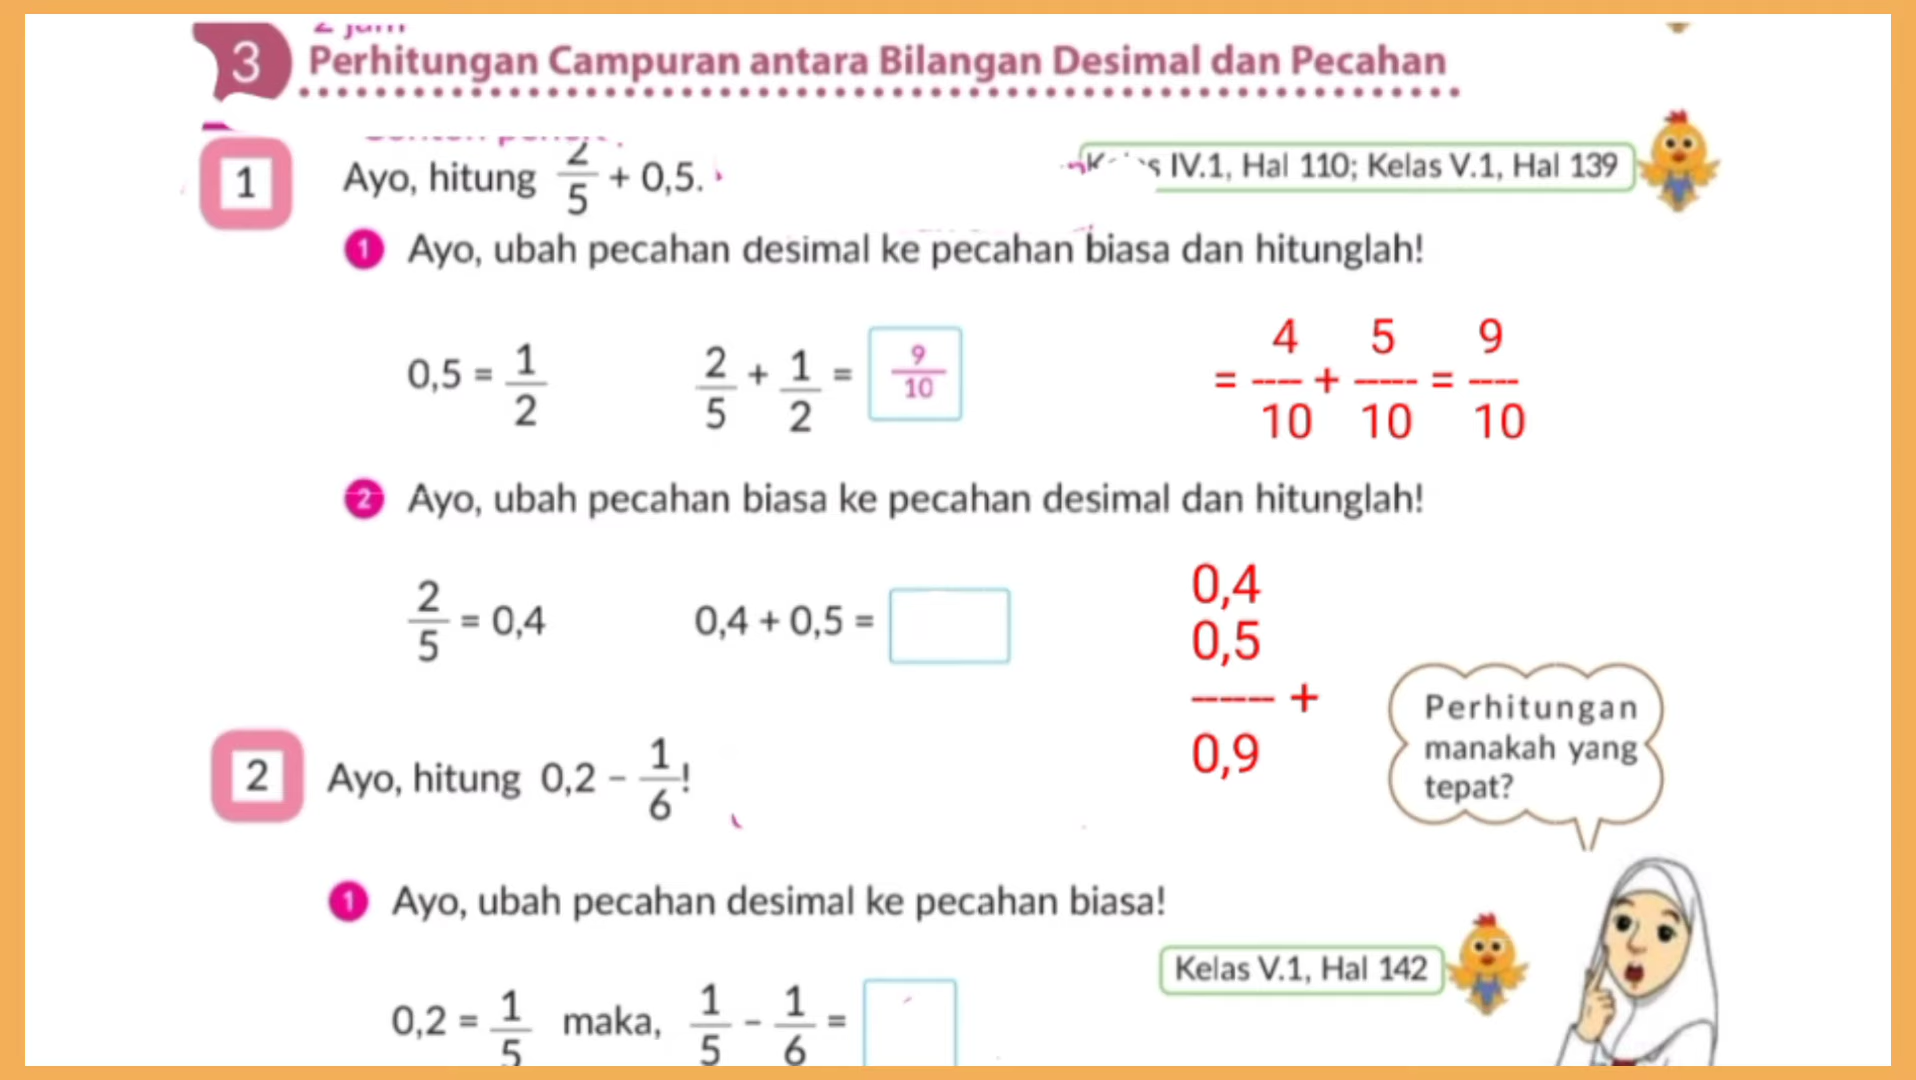 3 Perhitungan Campuran antara Bilangan Desimal dan Pecahan
1 Ayo, hitung 2/5 + 0,5.
IV.1, Hal 110; Kelas V.1, Hal 139
1 Ayo, ubah pecahan desimal ke pecahan biasa dan hitunglah!
0,5 = 1/2 2/5 + 1/2 = 9/10 = 4/10 + 5/10 = 9/10
2 Ayo, ubah pecahan biasa ke pecahan desimal dan hitunglah!
2/5 = 0,4 0,4 + 0,5 =
0,4
0,5
------ +
0,9
Perhitungan
manakah yang
tepat?
2 Ayo, hitung 0,2 - 1/6!
1 Ayo, ubah pecahan desimal ke pecahan biasa!
Kelas V.1, Hal 142
0,2 = 1/5 maka, 1/5 - 1/6 =